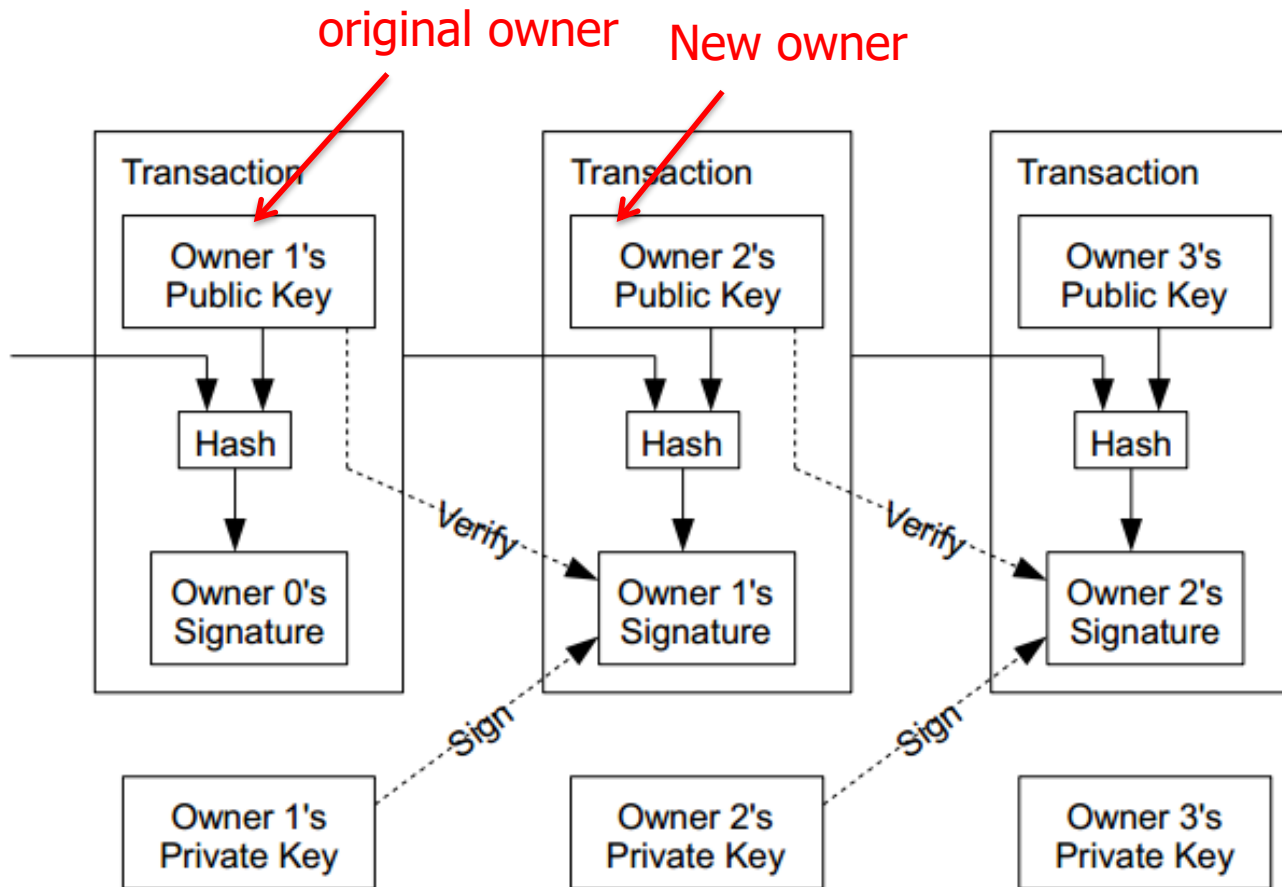 original owner
New owner
Transaction
Owner 1's
Public Key
Hash
Owner 0's
Signature
Transaction
Owner 2's
Public Key
Hash
Verify
Owner 1's
Signature
Sign
Transaction
Owner 3's
Public Key
Hash
Verify
Owner 2's
Signature
Sign
Owner 1's
Private Key
Owner 2's
Private Key
Owner 3's
Private Key